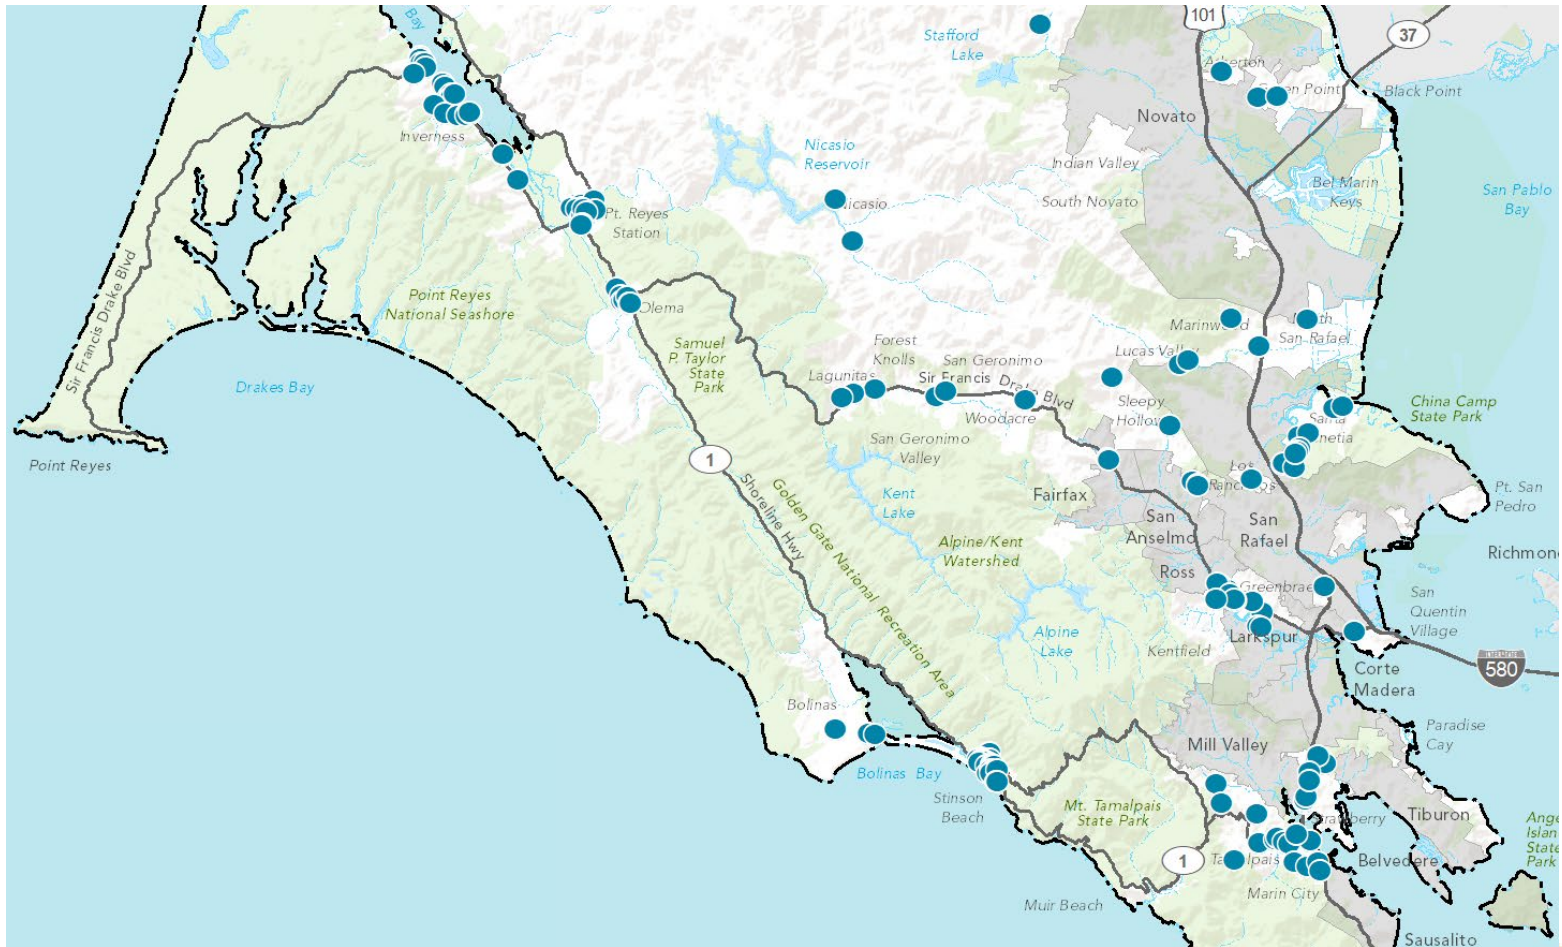 Bay
101
37
Stafford
Lake
Black Point
Novato
Inverness
Nicasio
Reservoir
Indian Valley
Bel Marin
Keys
San Pablo
Bay
South Novato
Pt. Reyes
Station
Sir Francis Drake Blvd
Point Reyes
National Seashore
Marinwood
San Rafael
Samuel
P. Taylor
State
Park
Forest
Knolls
San Geronimo
Lucas Valley
Drakes Bay
Lagunitas
Sir Francis Drake Blvd
Sleepy
Hollow
China Camp
State Park
Woodacre
San Geronimo
Valley
Point Reyes
1
Shoreline Hwy
Golden Gate National Recreation Area
Kent
Lake
Fairfax
Los
Pt. San
Pedro
San
Anselmo
San
Rafael
Alpine/Kent
Watershed
Ross
Greenbrae
San
Quentin
Village
Alpine
Lake
Larkspur
Kentfield
580
Corte
Madera
Bolinas
Paradise
Cay
Mill Valley
Bolinas Bay
Stinson
Beach
Mt. Tamalpais
State Park
Tiburon
1
Belvedere
Marin City
Muir Beach
Sausalito